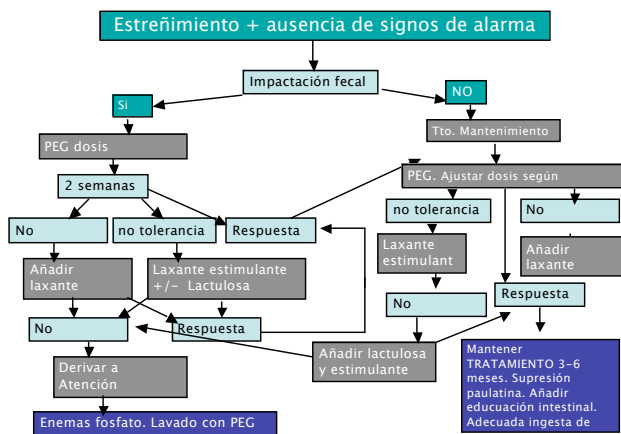 Estreñimiento + ausencia de signos de alarma
Impactación fecal
Si
NO
PEG dosis
Tto. Mantenimiento
2 semanas
PEG. Ajustar dosis según
No
no tolerancia
Respuesta
no tolerancia
No
Añadir
laxante
Laxante estimulante
+/- Lactulosa
Laxante
estimulant
Añadir
laxante
No
Respuesta
No
Respuesta
Derivar a
Atención
Añadir lactulosa
y estimulante
Mantener
TRATAMIENTO 3-6
meses. Supresión
paulatina. Añadir
educuación intestinal.
Adecuada ingesta de
Enemas fosfato. Lavado con PEG